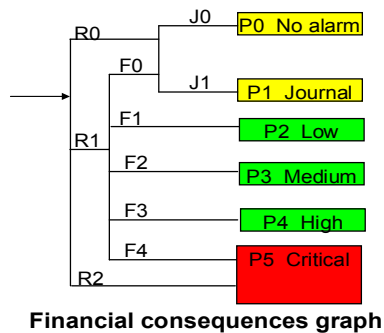 J0
P0 No alarm
R0
F0
J1
P1 Journal
F1
P2 Low
R1
F2
P3 Medium
F3
P4 High
F4
P5 Critical
R2
Financial consequences graph